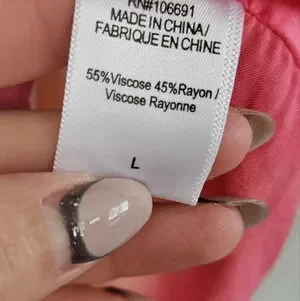 RN#106691
MADE IN CHINA/
FABRIQUE EN CHINE
55%Viscose 45%Rayon/
Viscose Rayonne
L